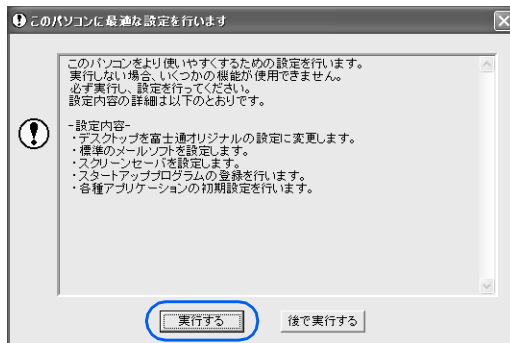 このパソコンに最適な設定を行います
このパソコンをより使いやすくするための設定を行います。
実行しない場合、いくつかの機能が使用できません。
必ず実行し、設定を行ってください。
設定内容の詳細は以下のとおりです。
-設定内容-
・デスクトップを富士通オリジナルの設定に変更します。
・標準のメールソフトを設定します。
・スクリーンセーバを設定します。
・スタートアッププログラムの登録を行います。
・各種アプリケーションの初期設定を行います。
実行する 後で実行する